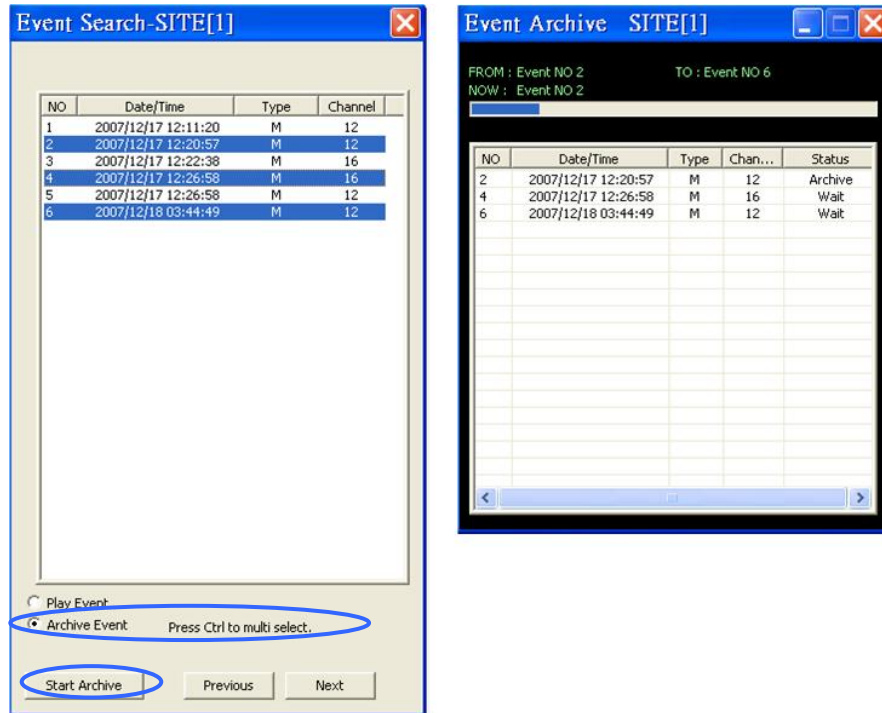 Event Search-SITE[1]
NO Date/Time Type Channel
1 2007/12/17 12:11:20 M 12
2 2007/12/17 12:20:57 M 12
3 2007/12/17 12:22:38 M 16
4 2007/12/17 12:26:58 M 16
5 2007/12/17 12:26:58 M 12
6 2007/12/18 03:44:49 M 12
Play Event
Archive Event Press Ctrl to multi select.
Start Archive Previous Next
Event Archive SITE[1]
FROM : Event NO 2 TO : Event NO 6
NOW : Event NO 2
NO Date/Time Type Chan... Status
2 2007/12/17 12:20:57 M 12 Archive
4 2007/12/17 12:26:58 M 16 Wait
6 2007/12/18 03:44:49 M 12 Wait